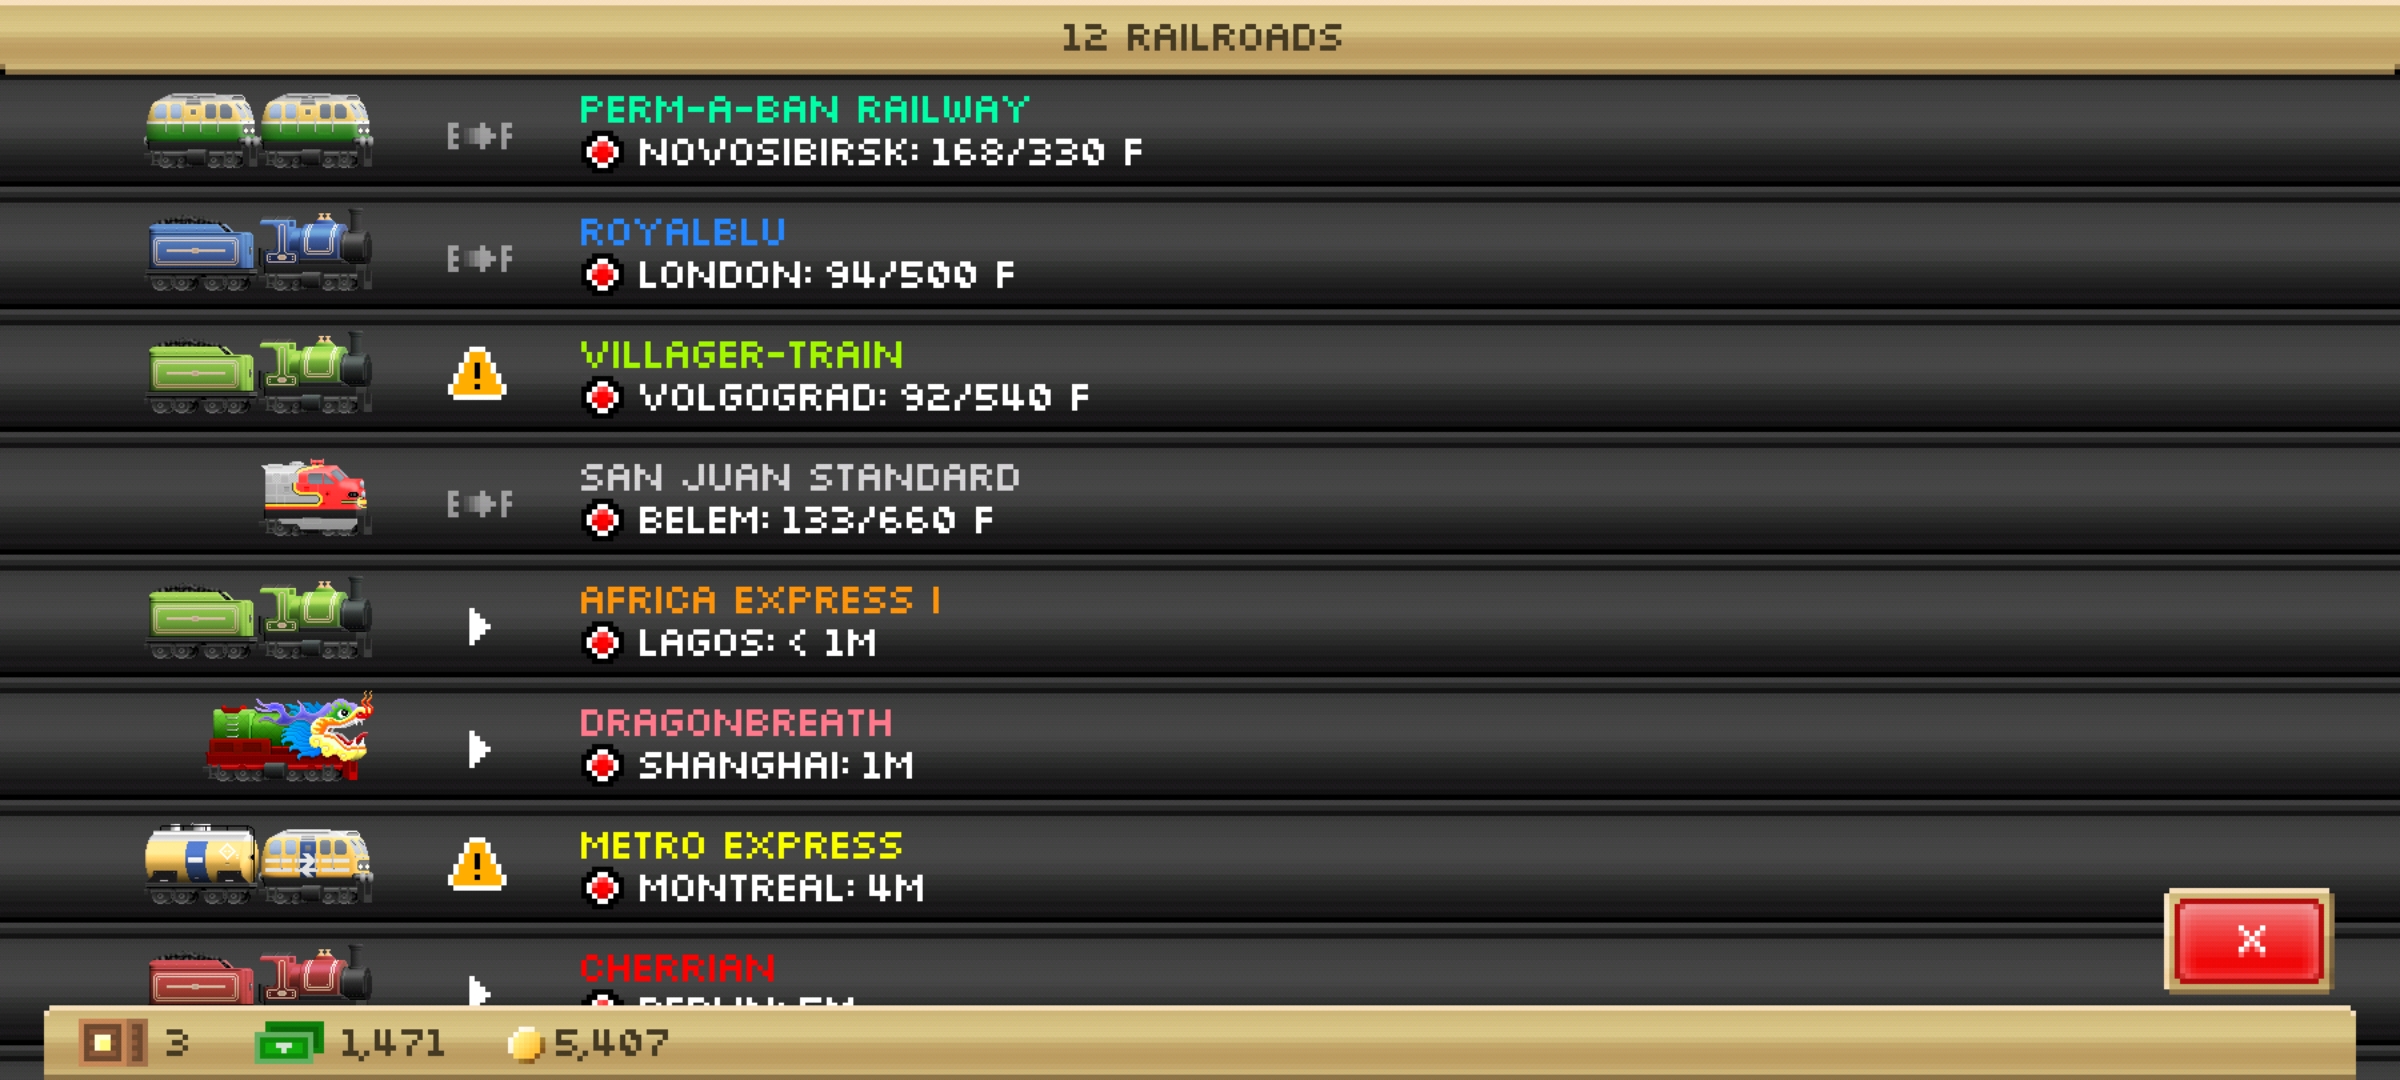 12 RAILROADS
PERM-A-BAN RAILWAY
E F
NOVOSIBIRSK: 168/330 F
ROYALBLU
E F
LONDON: 94/500 F
VILLAGER-TRAIN
VOLGOGRAD: 92/540 F
SAN JUAN STANDARD
E F
BELEM: 133/660 F
AFRICA EXPRESS I
LAGOS: < 1M
DRAGONBREATH
SHANGHAI: 1M
METRO EXPRESS
MONTREAL: 4M
CHERRIAN
X
3 1,471 5,407